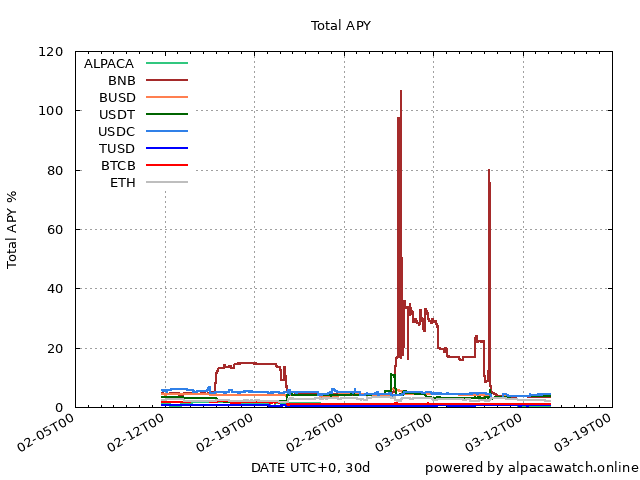 Total APY
120
100
80
60
40
20
0
Total APY %
ALPACA
BNB
BUSD
USDT
USDC
TUSD
BTCB
ETH
02-05T00
02-12T00
02-19T00
02-26T00
03-05T00
03-12T00
03-19T00
DATE UTC+0, 30d
powered by alpacawatch.online